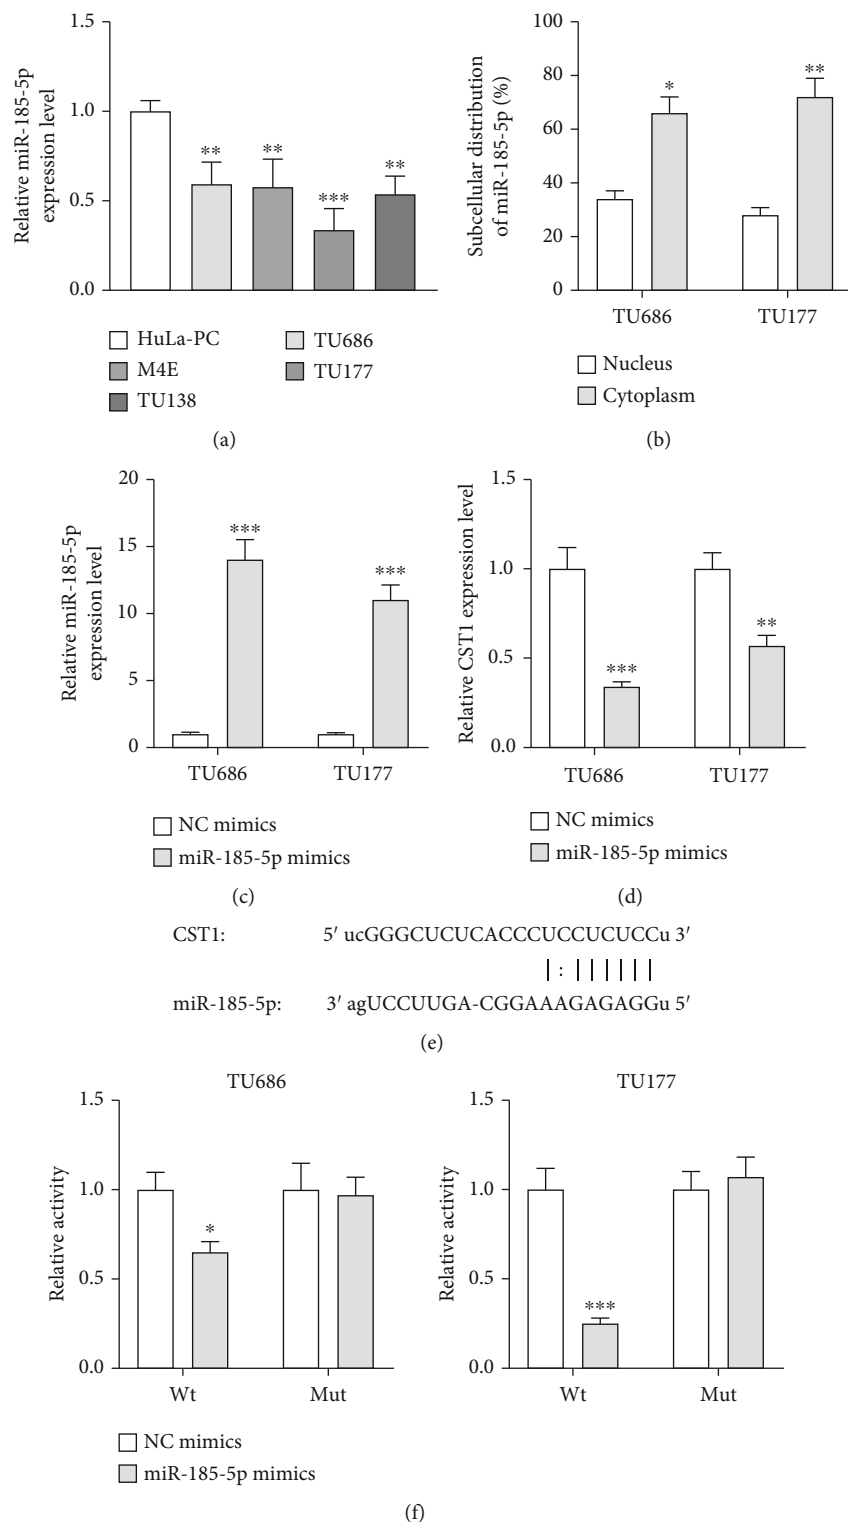 Relative miR-185-5p
expression level
1.5
1.0
0.5
0.0
**
**
***
**
HuLa-PC
TU686
M4E
TU177
TU138
(a)
Subcellular distribution
of miR-185-5p (%)
100
80
60
40
20
0
*
**
TU686
TU177
Nucleus
Cytoplasm
(b)
Relative miR-185-5p
expression level
20
15
10
5
0
***
***
TU686
TU177
NC mimics
miR-185-5p mimics
(c)
Relative CST1 expression level
1.5
1.0
0.5
0.0
***
**
TU686
TU177
NC mimics
miR-185-5p mimics
(d)
CST1: 5′ ucGGGCUCUCACCCUCCUCUCCu 3′
| : | | | | | |
miR-185-5p: 3′ agUCCUUGA-CGGAAAGAGAGGu 5′
(e)
TU686
Relative activity
1.5
1.0
0.5
0.0
*
Wt
Mut
TU177
Relative activity
1.5
1.0
0.5
0.0
***
Wt
Mut
NC mimics
miR-185-5p mimics
(f)